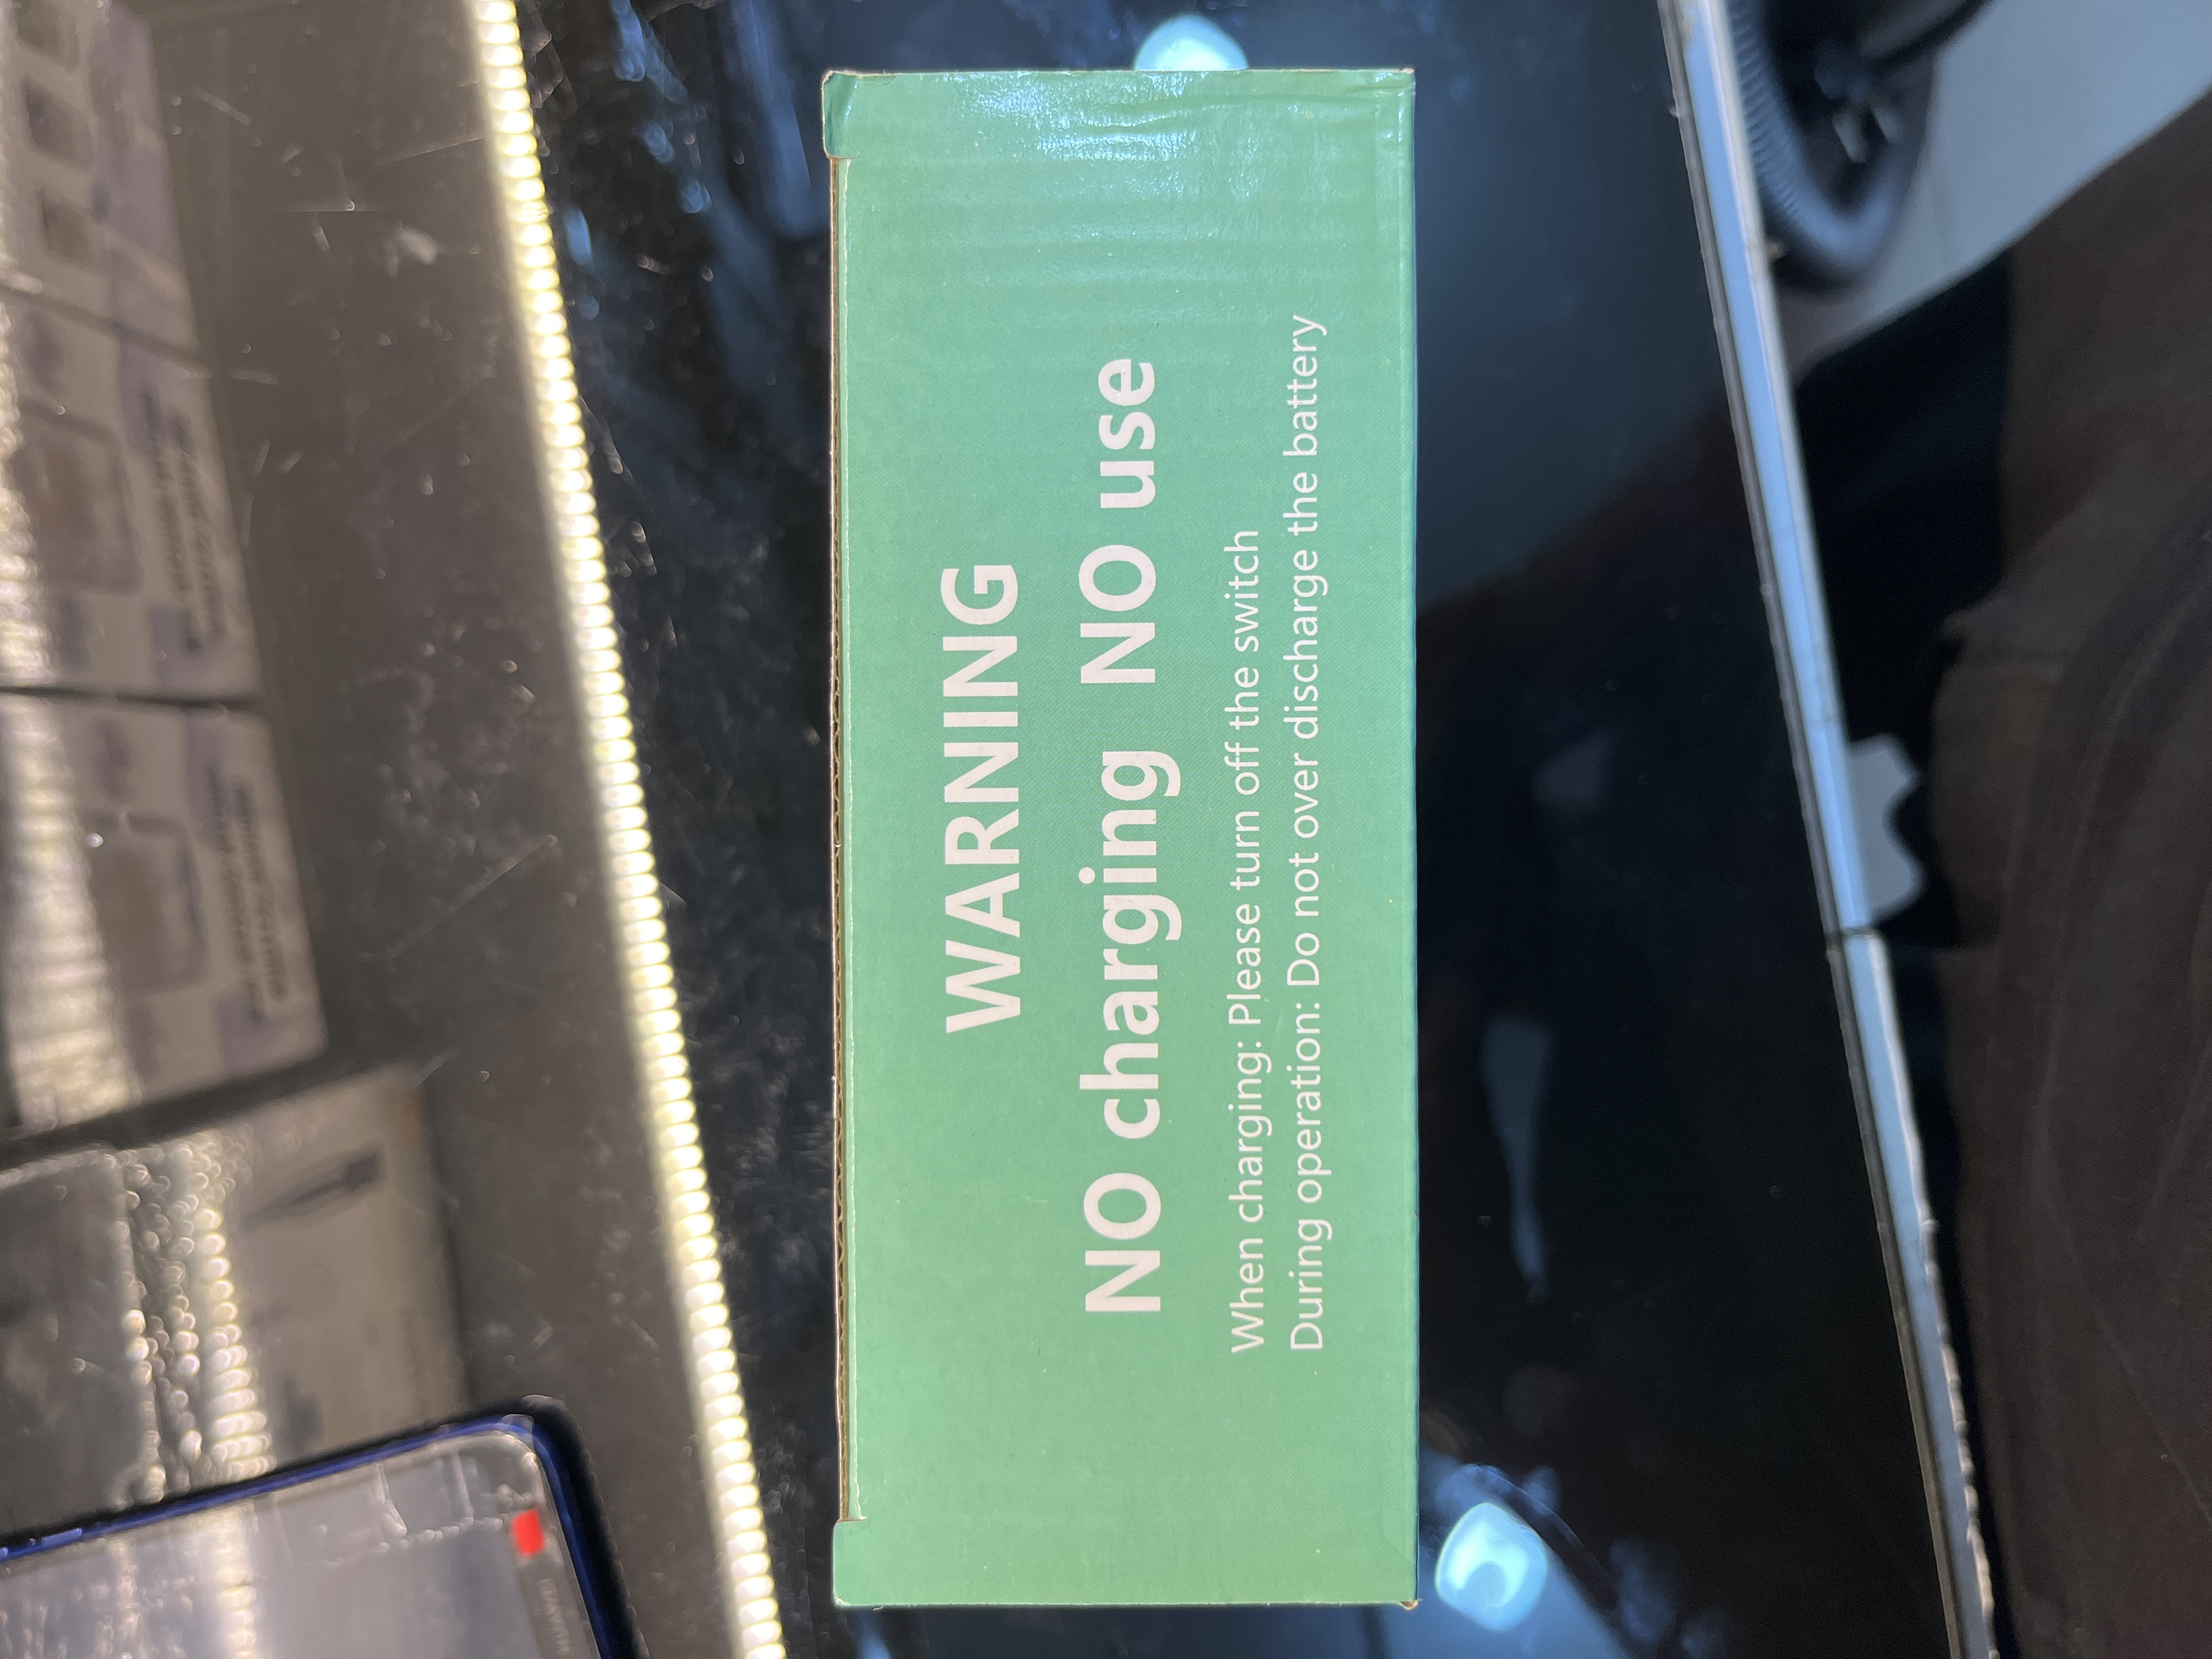 WARNING
NO charging NO use
When charging: Please turn off the switch
During operation: Do not over discharge the battery
HUAWEI